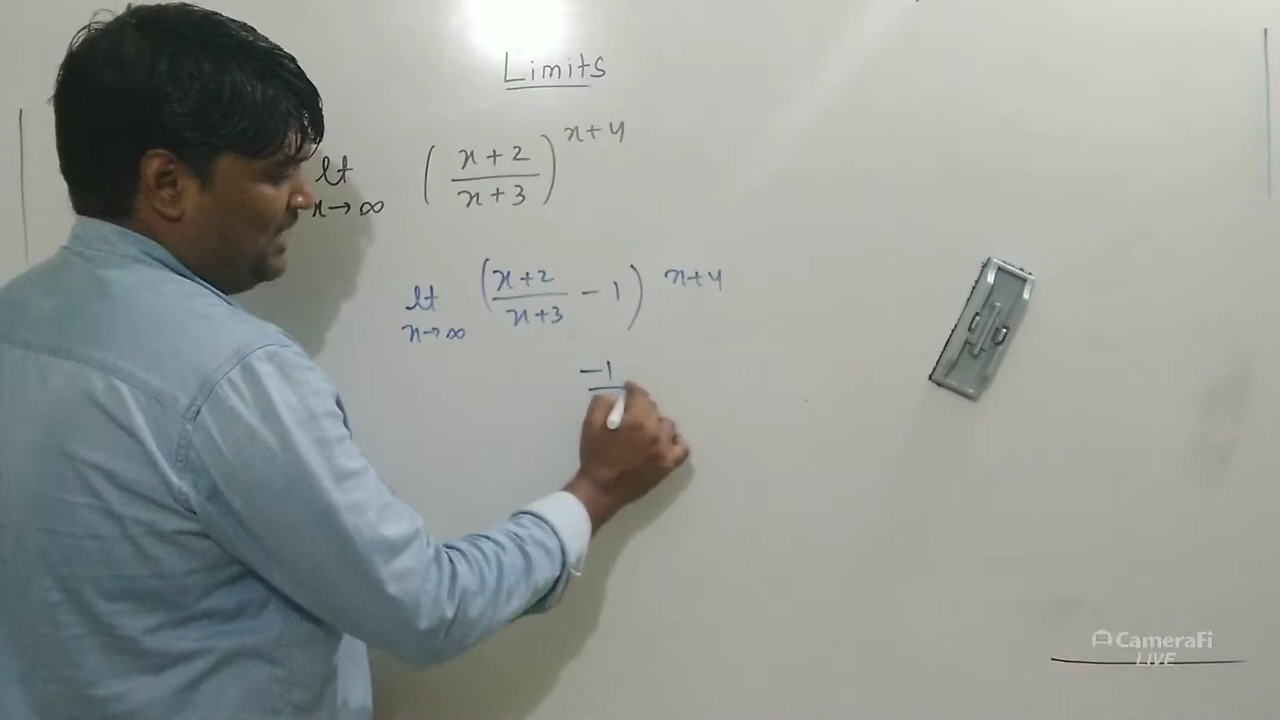 Limits
lt x→∞ (x+2/x+3)^x+4
lt x→∞ (x+2/x+3 - 1) x+4
-1
CameraFi
LIVE